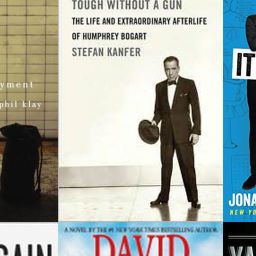 yment
phil klay
TOUGH WITHOUT A GUN
THE LIFE AND EXTRAORDINARY AFTERLIFE
OF HUMPHREY BOGART
STEFAN KANFER
IT
JONA
NEW YO
CAIN
A NOVEL BY THE #1 NEW YORK TIMES BESTSELLING AUTHOR
DAVID